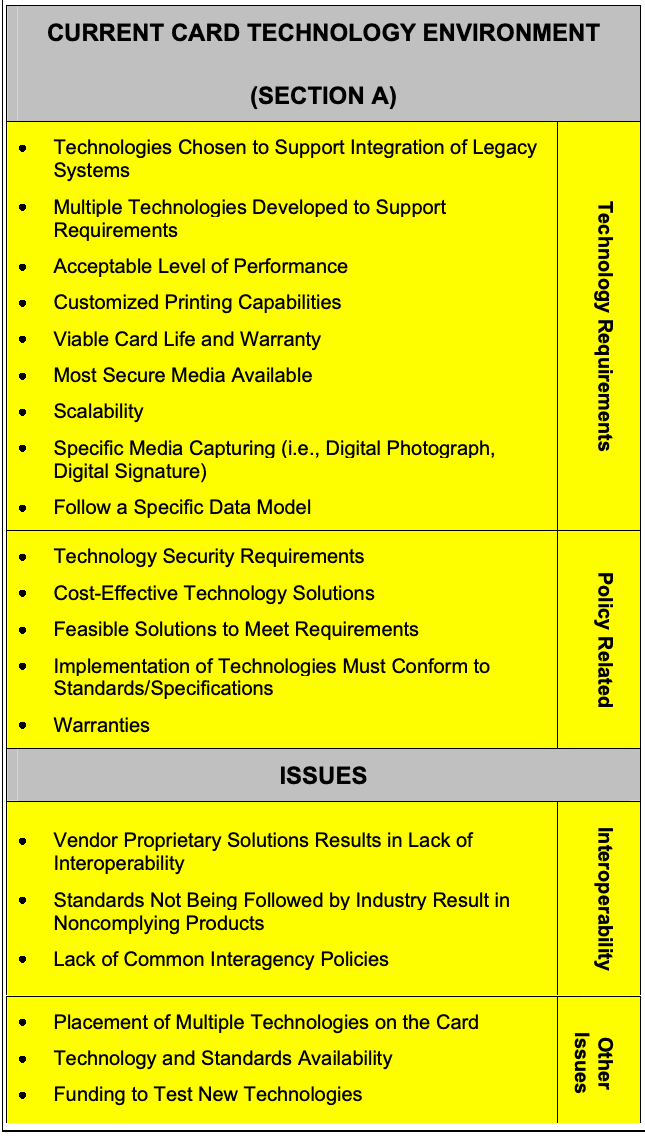 CURRENT CARD TECHNOLOGY ENVIRONMENT
(SECTION A)
• Technologies Chosen to Support Integration of Legacy
Systems
• Multiple Technologies Developed to Support
Requirements
• Acceptable Level of Performance
• Customized Printing Capabilities
• Viable Card Life and Warranty
• Most Secure Media Available
• Scalability
• Specific Media Capturing (i.e., Digital Photograph,
Digital Signature)
• Follow a Specific Data Model
Technology Requirements
• Technology Security Requirements
• Cost-Effective Technology Solutions
• Feasible Solutions to Meet Requirements
• Implementation of Technologies Must Conform to
Standards/Specifications
• Warranties
Policy Related
ISSUES
• Vendor Proprietary Solutions Results in Lack of
Interoperability
• Standards Not Being Followed by Industry Result in
Noncomplying Products
• Lack of Common Interagency Policies
Interoperability
• Placement of Multiple Technologies on the Card
• Technology and Standards Availability
• Funding to Test New Technologies
Other
Issues